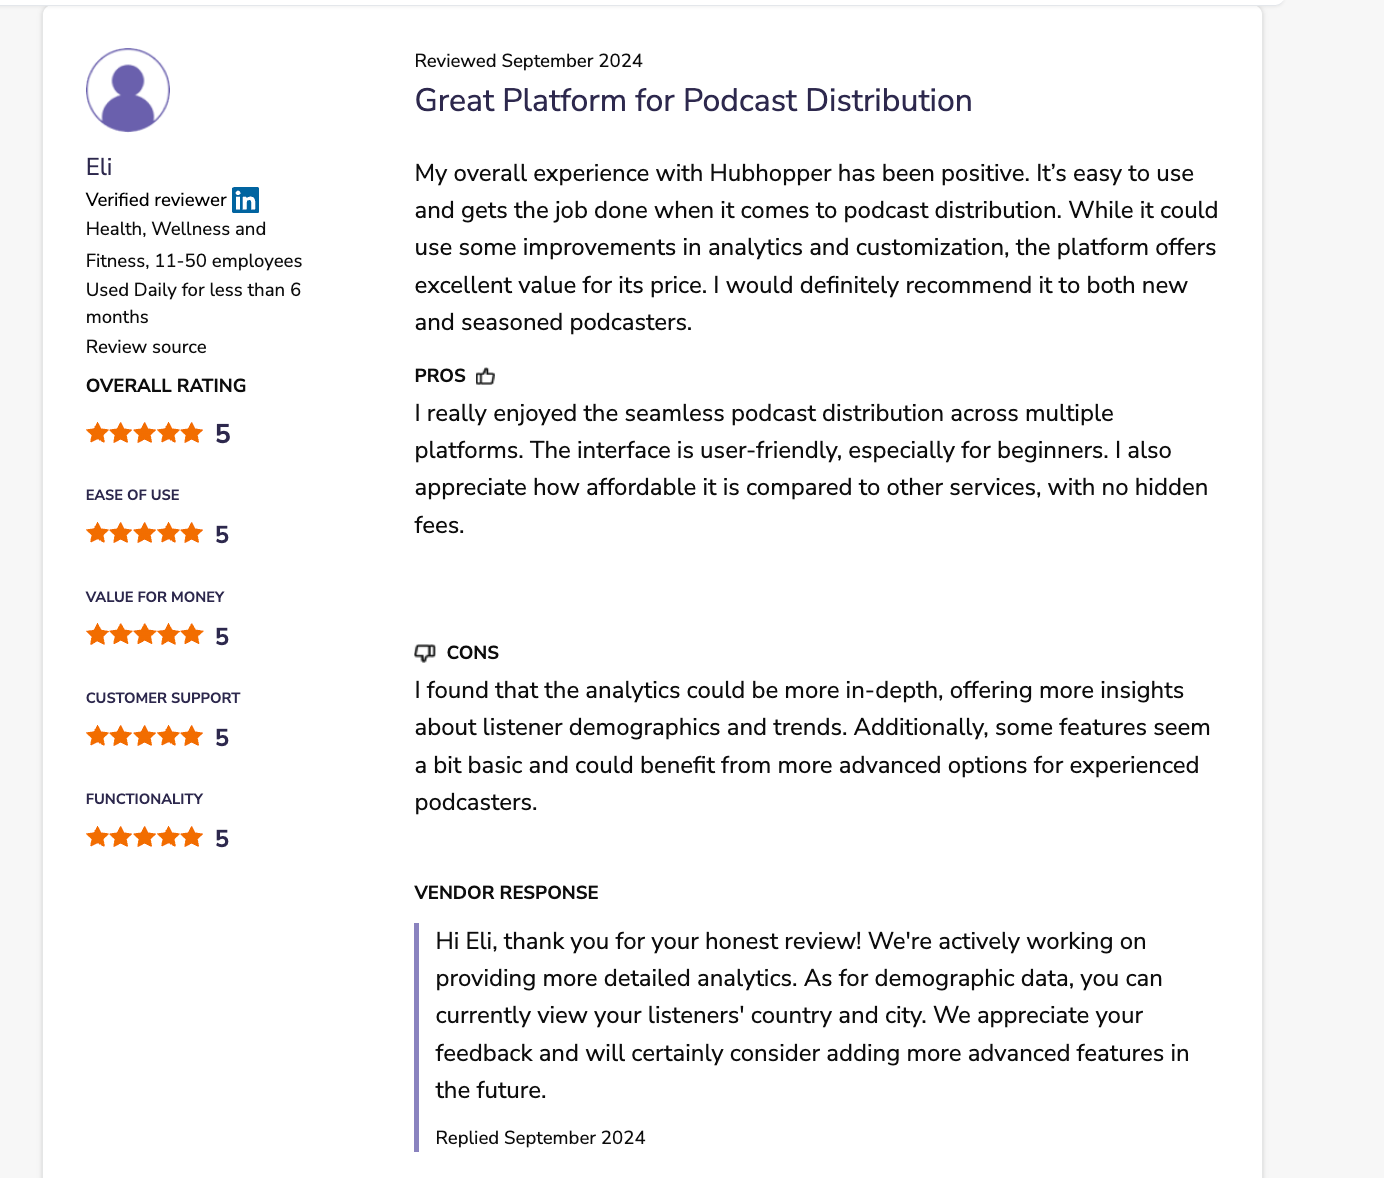 Eli
Verified reviewer in
Health, Wellness and
Fitness, 11-50 employees
Used Daily for less than 6
months
Review source
OVERALL RATING
5
EASE OF USE
5
VALUE FOR MONEY
5
CUSTOMER SUPPORT
5
FUNCTIONALITY
5
Reviewed September 2024
Great Platform for Podcast Distribution
My overall experience with Hubhopper has been positive. It’s easy to use
and gets the job done when it comes to podcast distribution. While it could
use some improvements in analytics and customization, the platform offers
excellent value for its price. I would definitely recommend it to both new
and seasoned podcasters.
PROS
I really enjoyed the seamless podcast distribution across multiple
platforms. The interface is user-friendly, especially for beginners. I also
appreciate how affordable it is compared to other services, with no hidden
fees.
CONS
I found that the analytics could be more in-depth, offering more insights
about listener demographics and trends. Additionally, some features seem
a bit basic and could benefit from more advanced options for experienced
podcasters.
VENDOR RESPONSE
Hi Eli, thank you for your honest review! We're actively working on
providing more detailed analytics. As for demographic data, you can
currently view your listeners' country and city. We appreciate your
feedback and will certainly consider adding more advanced features in
the future.
Replied September 2024